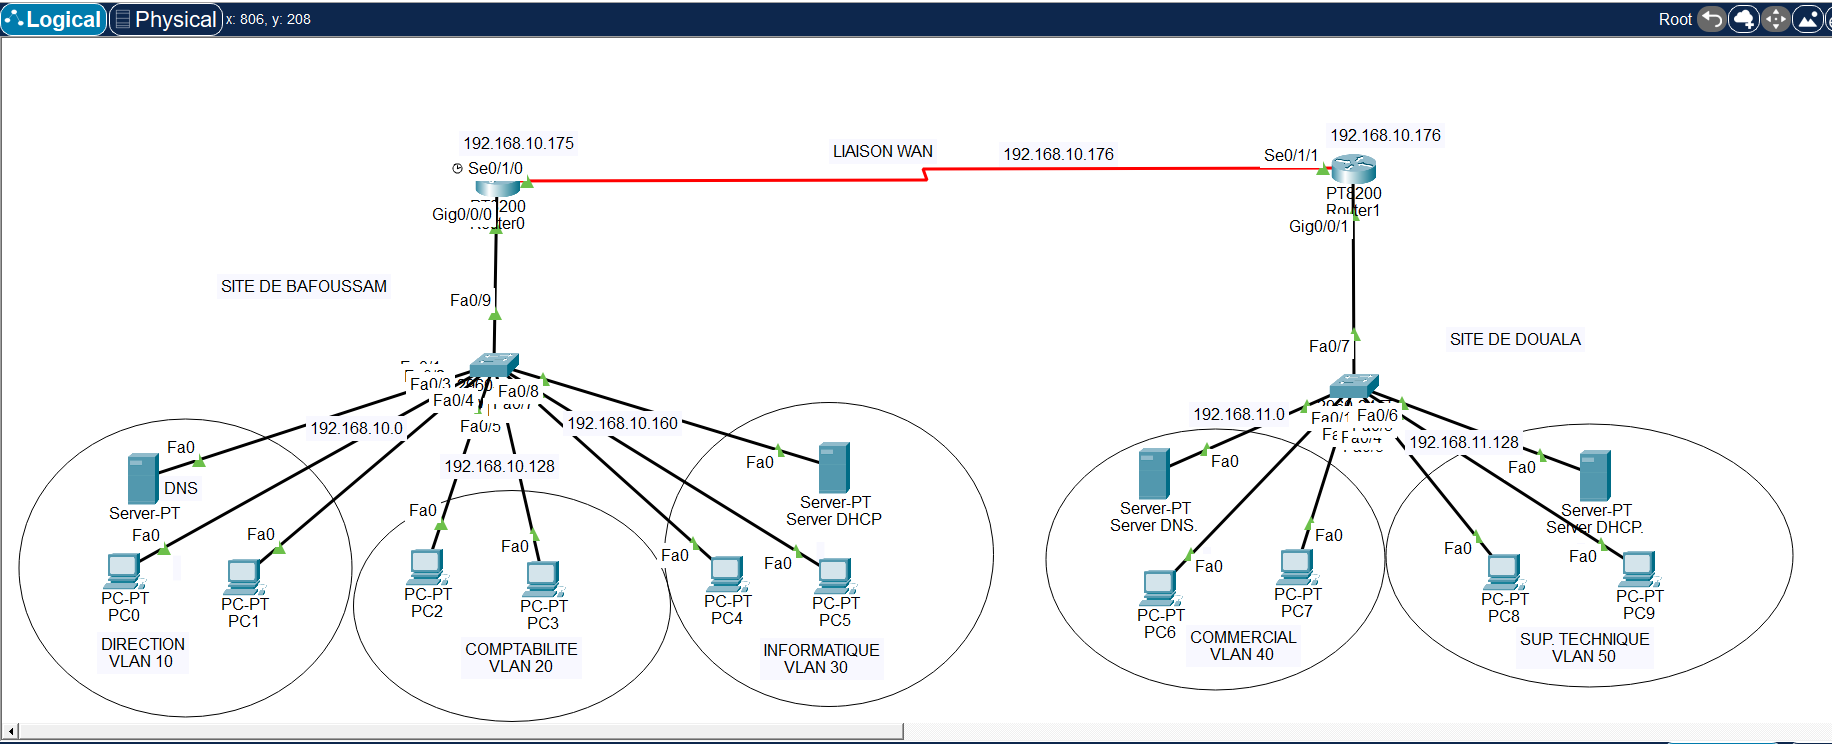 Logical
Physical
x: 806, y: 208
Root
192.168.10.175
Se0/1/0
Gig0/0/0
200
Router0
LIAISON WAN
192.168.10.176
192.168.10.176
Se0/1/1
PT8200
Router1
Gig0/0/1
SITE DE BAFOUSSAM
Fa0/9
Fa0/7
SITE DE DOUALA
Fa0/3
Fa0/4
Fa0/8
Fa0/5
192.168.10.0
192.168.10.128
192.168.10.160
192.168.11.0
Fa0/1
Fa0/6
Fa0/4
192.168.11.128
Fa0
DNS
Server-PT
Fa0
PC-PT
PC0
Fa0
PC-PT
PC1
DIRECTION
VLAN 10
Fa0
PC-PT
PC2
Fa0
PC-PT
PC3
COMPTABILITE
VLAN 20
Fa0
Server-PT
Server DHCP
Fa0
PC-PT
PC4
Fa0
PC-PT
PC5
INFORMATIQUE
VLAN 30
Fa0
Server-PT
Server DNS.
Fa0
PC-PT
PC6
Fa0
PC-PT
PC7
COMMERCIAL
VLAN 40
Fa0
Server-PT
Server DHCP.
Fa0
PC-PT
PC8
Fa0
PC-PT
PC9
SUP. TECHNIQUE
VLAN 50